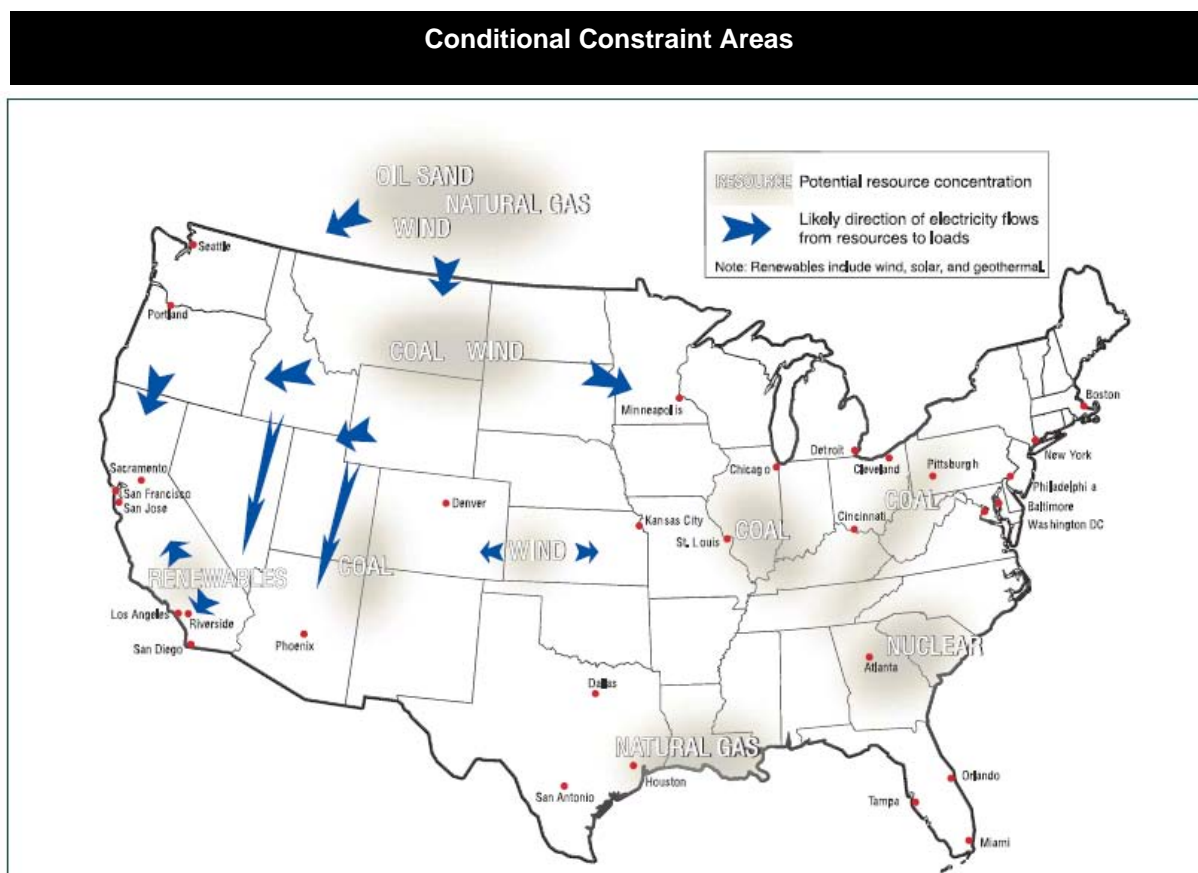 Conditional Constraint Areas
RESOURCE Potential resource concentration
Likely direction of electricity flows
from resources to loads
Note: Renewables include wind, solar, and geothermal.
OIL SAND
NATURAL GAS
WIND
Seattle
Portland
COAL WIND
Minneapolis
Boston
Detroit
Cleveland
Chicago
Pittsburgh
New York
Philadelphia
Sacramento
San Francisco
San José
Denver
Kansas City
St. Louis
COAL
Cincinnati
COAL
Baltimore
Washington DC
WIND
COAL
RENEWABLES
Los Angeles
Riverside
San Diego
Phoenix
NUCLEAR
Atlanta
Dallas
NATURAL GAS
Houston
San Antonio
Orlando
Tampa
Miami